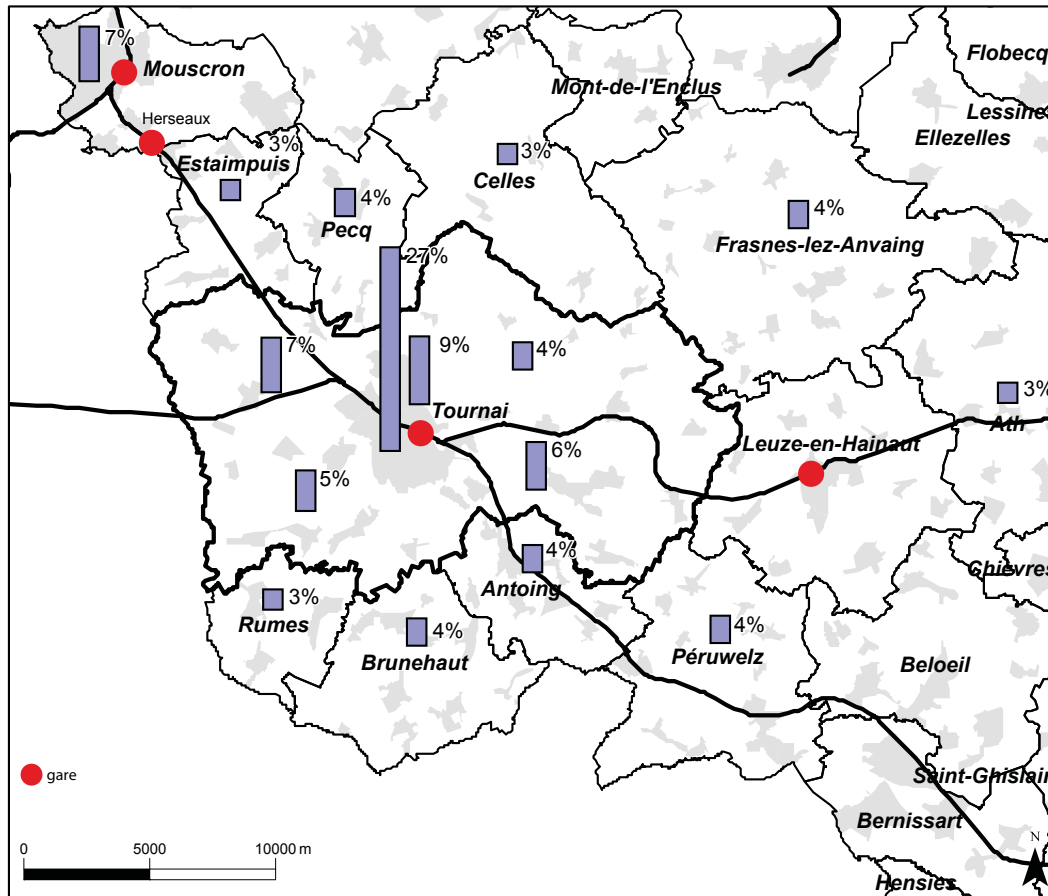 7%
Mouscron
Flobecq
Mont-de-l'Enclus
Lessine
Herseaux
Ellezelles
3%
Estaimpuis
3%
Celles
4%
Pecq
4%
Frasnes-lez-Anvaing
27%
7%
9%
4%
3%
Tournai
Ath
Leuze-en-Hainaut
6%
5%
4%
Chièvres
Antoing
3%
Rumes
4%
Brunehaut
4%
Péruwelz
Beloeil
gare
Saint-Ghislain
Bernissart
N
0 5000 10000 m
Hensies